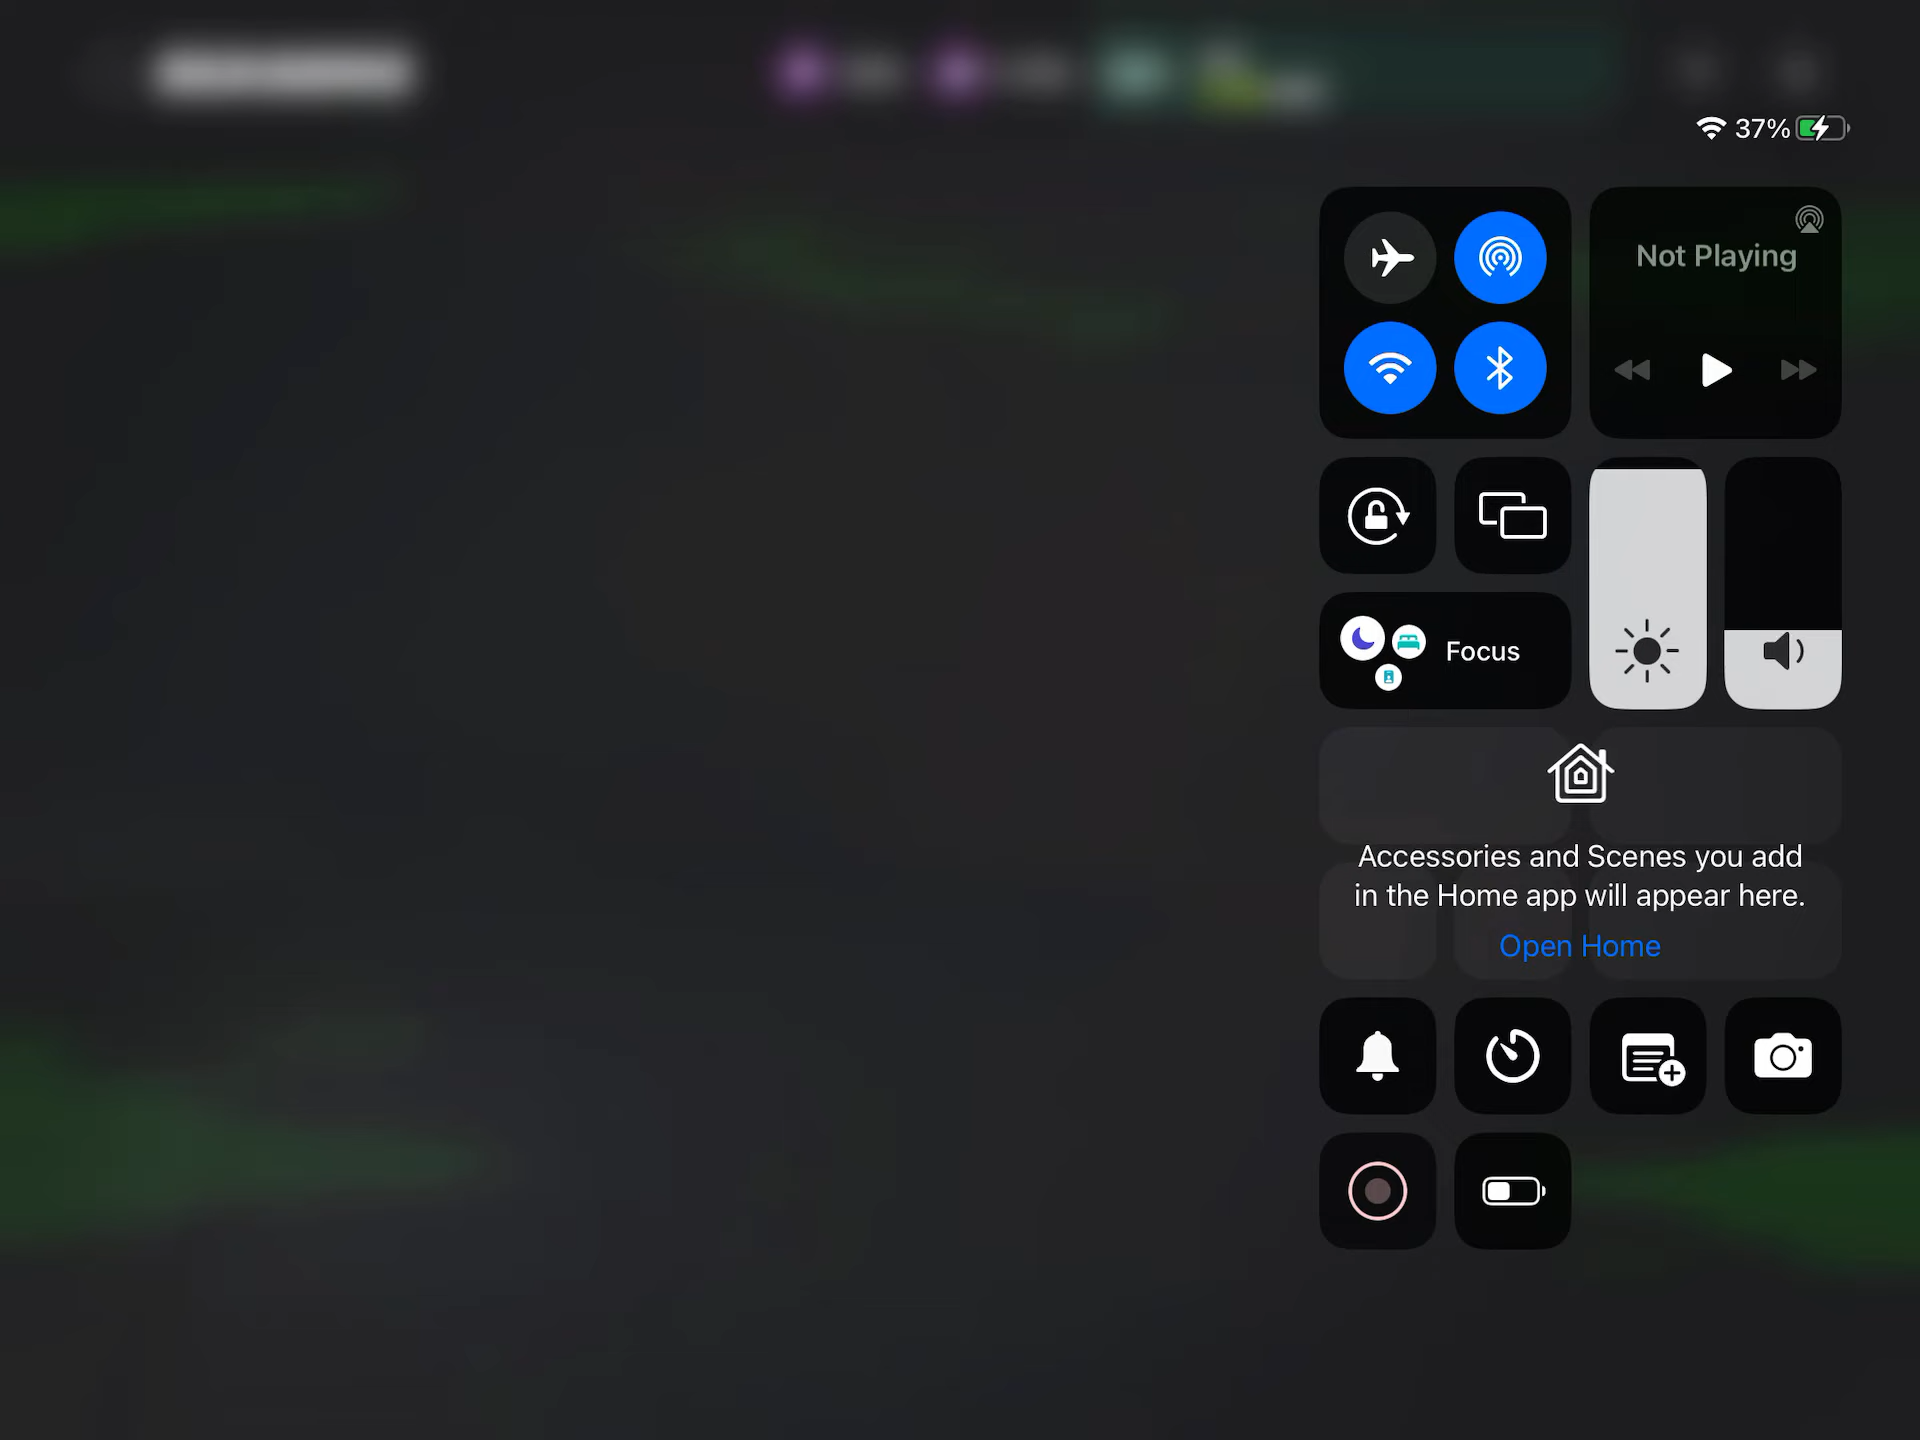 37%
Not Playing
Focus
Accessories and Scenes you add
in the Home app will appear here.
Open Home